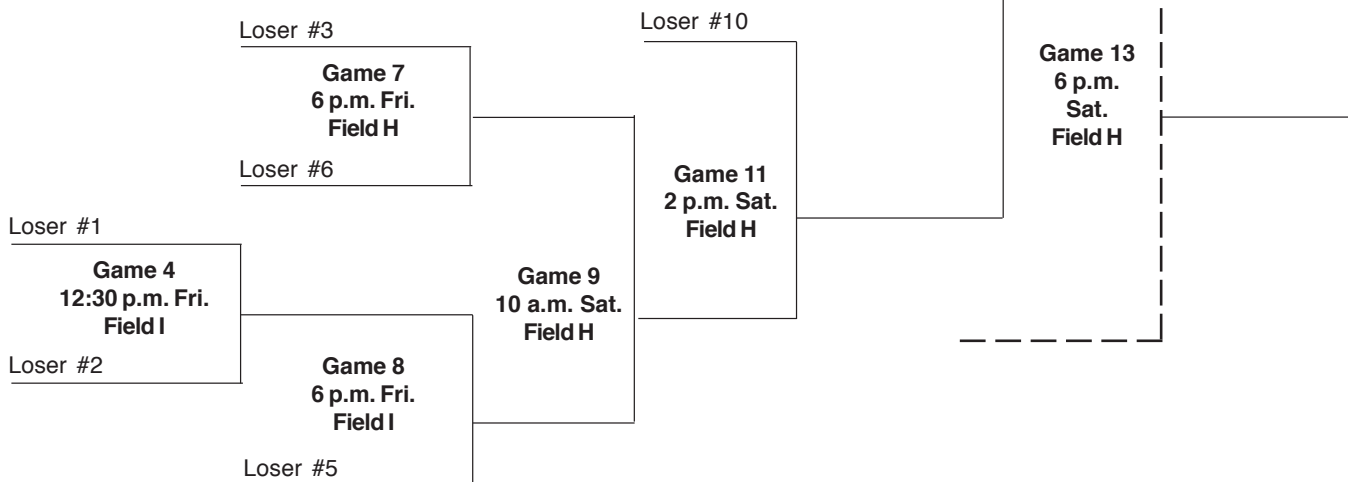 Loser #3
Game 7
6 p.m. Fri.
Field H
Loser #6
Loser #1
Game 4
12:30 p.m. Fri.
Field I
Loser #2
Game 8
6 p.m. Fri.
Field I
Loser #5
Game 9
10 a.m. Sat.
Field H
Loser #10
Game 11
2 p.m. Sat.
Field H
Game 13
6 p.m.
Sat.
Field H